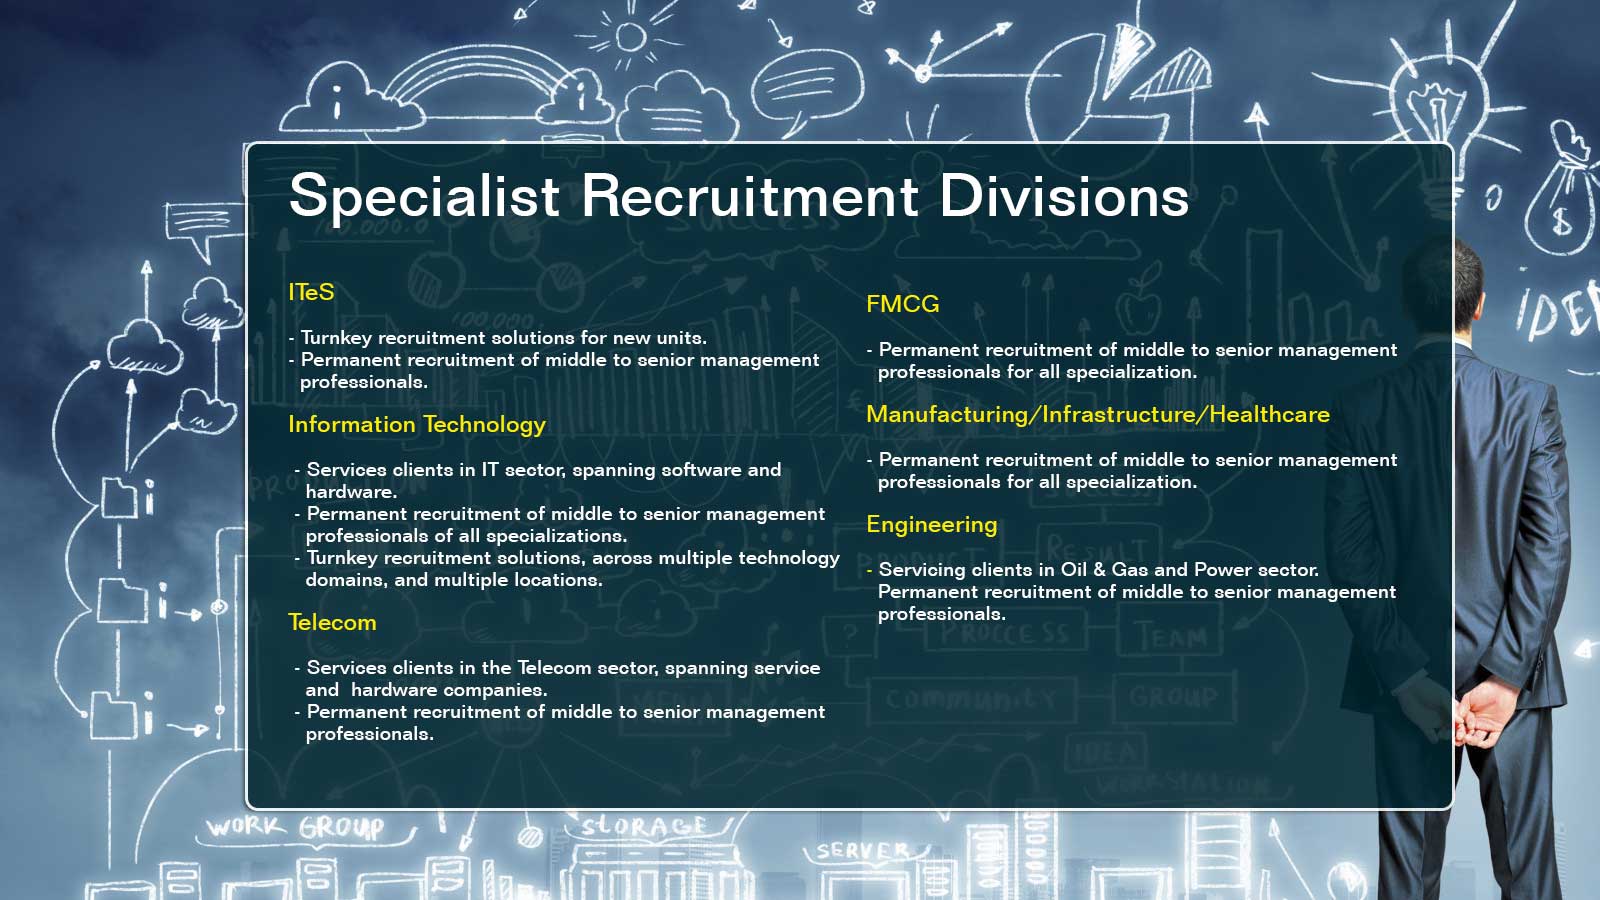 Specialist Recruitment Divisions
ITeS
- Turnkey recruitment solutions for new units.
- Permanent recruitment of middle to senior management
professionals.
Information Technology
- Services clients in IT sector, spanning software and
hardware.
- Permanent recruitment of middle to senior management
professionals of all specializations.
- Turnkey recruitment solutions, across multiple technology
domains, and multiple locations.
Telecom
- Services clients in the Telecom sector, spanning service
and  hardware companies.
- Permanent recruitment of middle to senior management
professionals.
FMCG
- Permanent recruitment of middle to senior management
professionals for all specialization.
Manufacturing/Infrastructure/Healthcare
- Permanent recruitment of middle to senior management
professionals for all specialization.
Engineering
- Servicing clients in Oil & Gas and Power sector.
Permanent recruitment of middle to senior management
professionals.
SUCCESS
100.000.0
100.000
PRODUCT
RESULT
?
PROCCESS
TEAM
COMMUNITY
GROUP
IDEA
WORKSTATION
WORK GROUP
STORAGE
SERVER
i
i
i
i
i
$